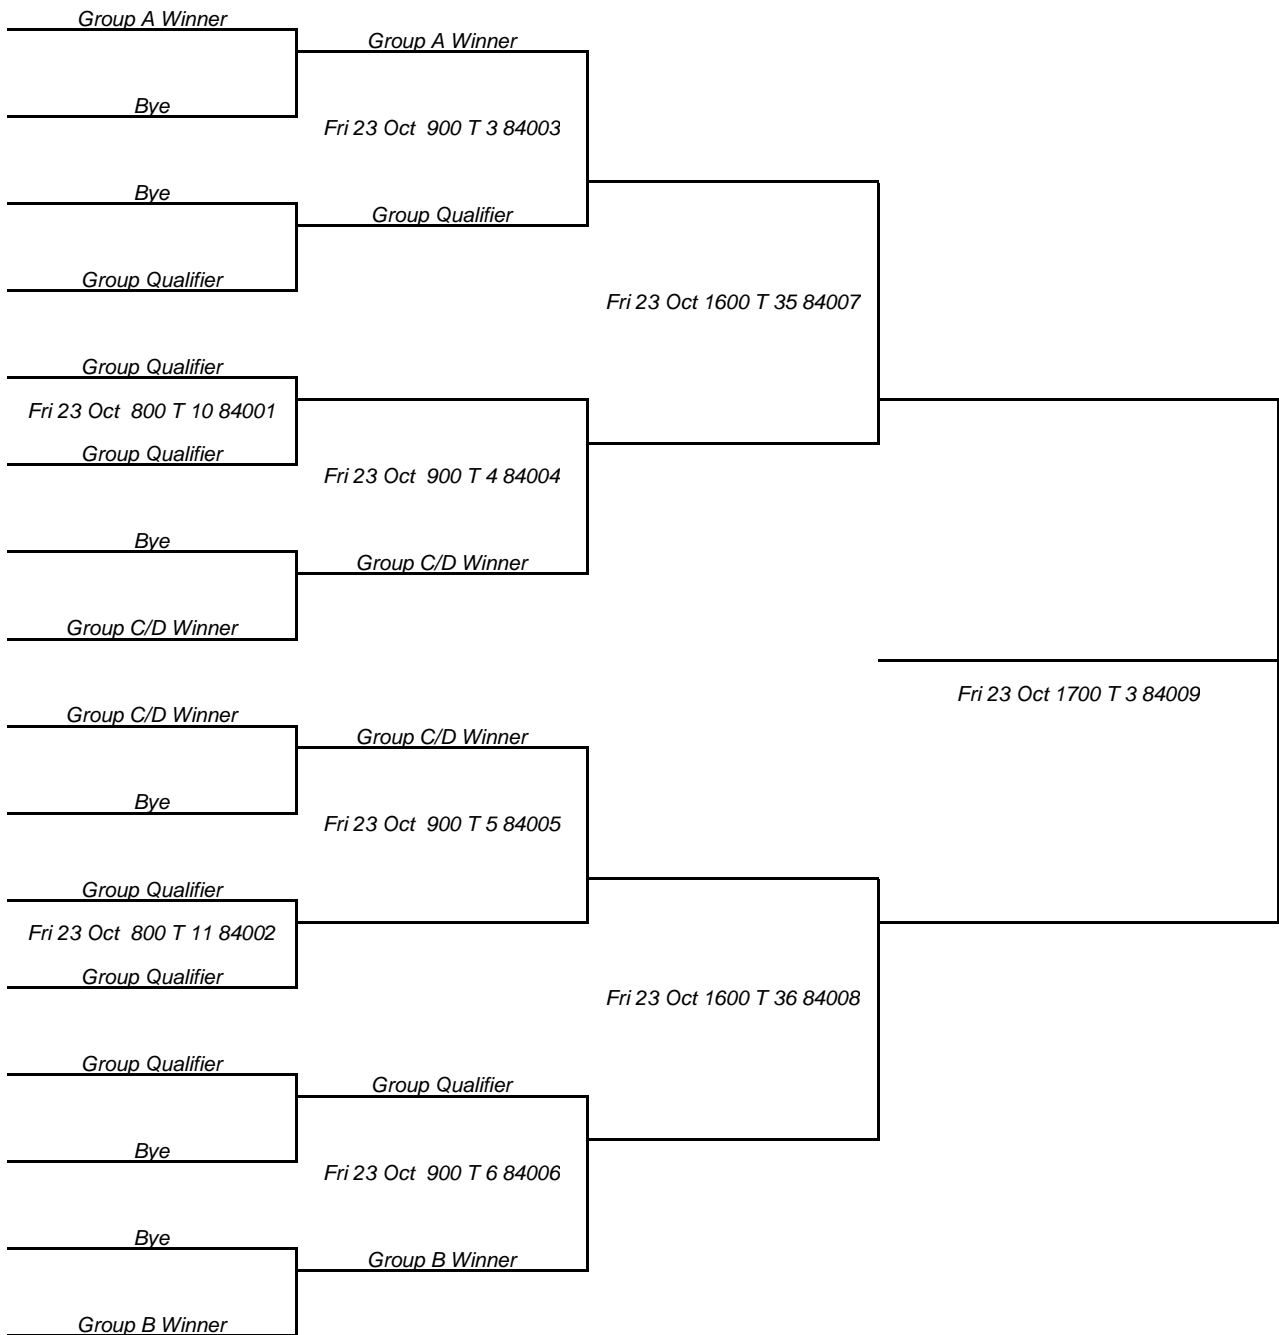 Group A Winner
Group A Winner
Bye
Fri 23 Oct  900 T 3 84003
Bye
Group Qualifier
Group Qualifier
Fri 23 Oct 1600 T 35 84007
Group Qualifier
Fri 23 Oct  800 T 10 84001
Group Qualifier
Fri 23 Oct  900 T 4 84004
Bye
Group C/D Winner
Group C/D Winner
Fri 23 Oct 1700 T 3 84009
Group C/D Winner
Group C/D Winner
Bye
Fri 23 Oct  900 T 5 84005
Group Qualifier
Fri 23 Oct  800 T 11 84002
Group Qualifier
Fri 23 Oct 1600 T 36 84008
Group Qualifier
Group Qualifier
Bye
Fri 23 Oct  900 T 6 84006
Bye
Group B Winner
Group B Winner